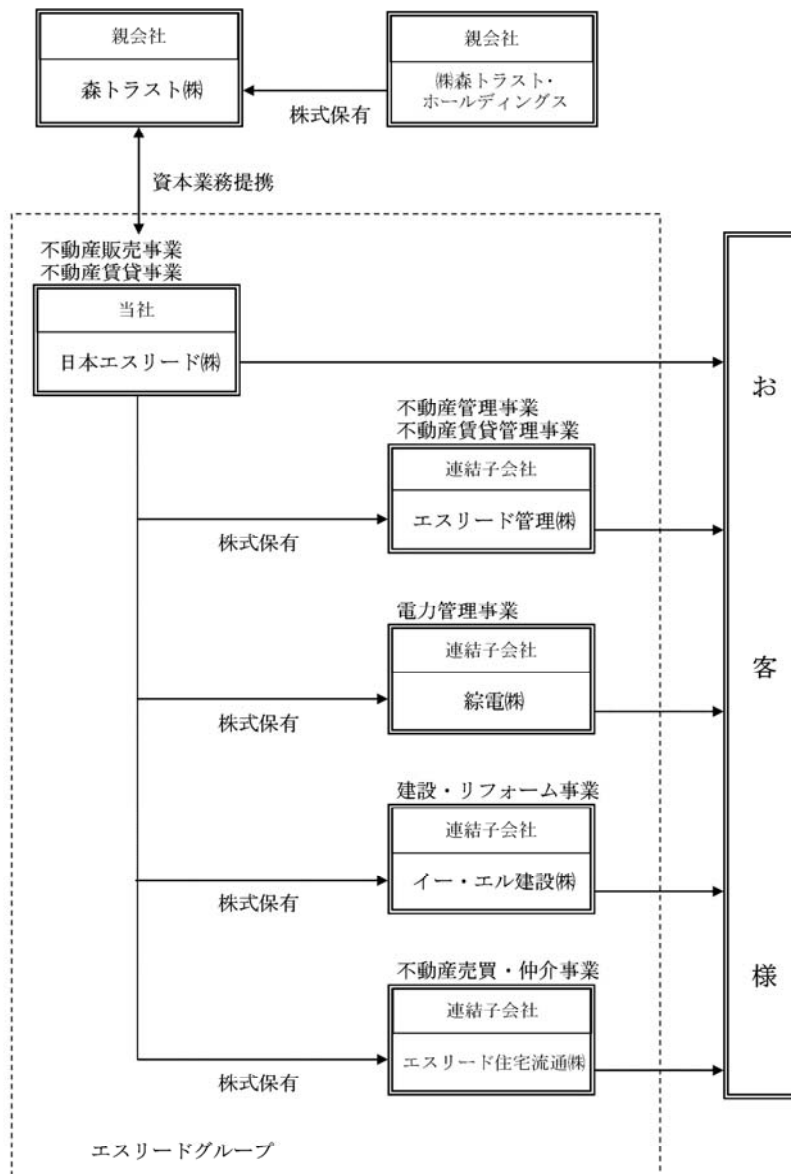 親会社
森トラスト㈱
親会社
㈱森トラスト・
ホールディングス
株式保有
資本業務提携
不動産販売事業
不動産賃貸事業
当社
日本エスリード㈱
不動産管理事業
不動産賃貸管理事業
連結子会社
エスリード管理㈱
株式保有
電力管理事業
連結子会社
綜電㈱
株式保有
建設・リフォーム事業
連結子会社
イー・エル建設㈱
株式保有
不動産売買・仲介事業
連結子会社
エスリード住宅流通㈱
株式保有
エスリードグループ
お
客
様